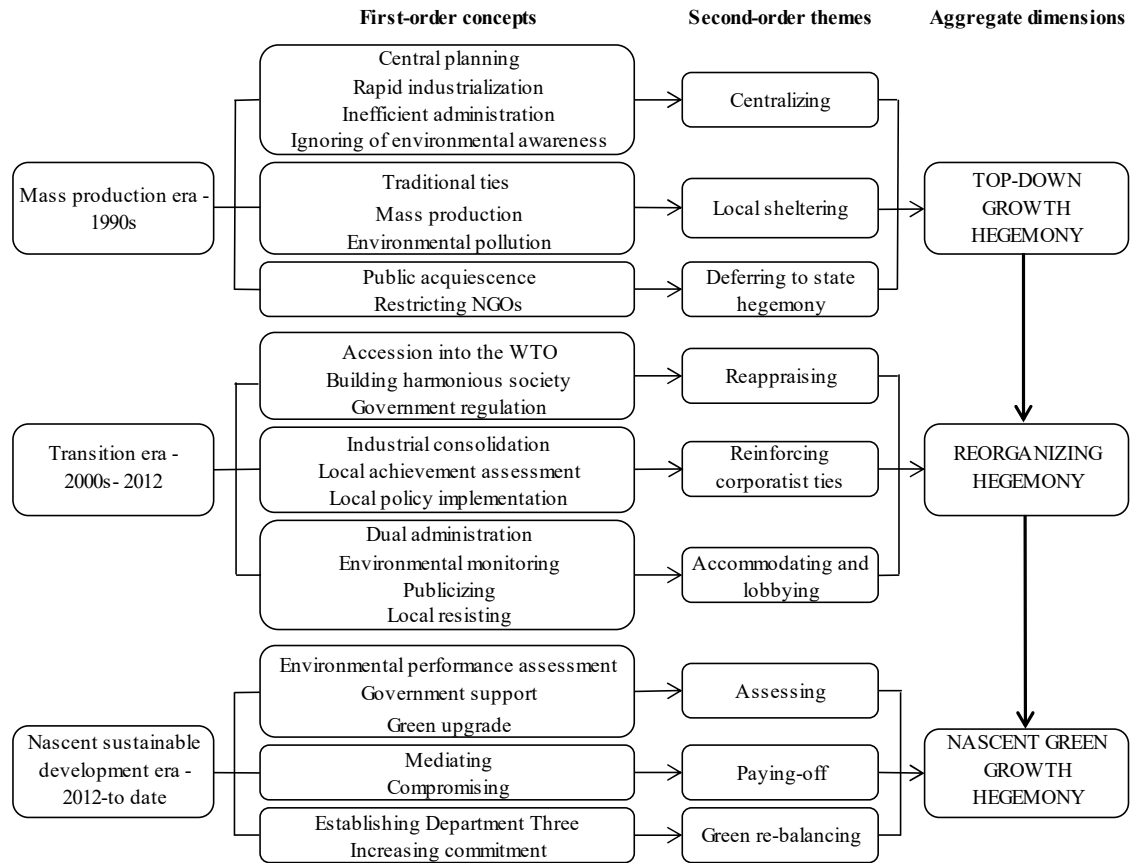 First-order concepts
Second-order themes
Aggregate dimensions
Mass production era -
1990s
Central planning
Rapid industrialization
Inefficient administration
Ignoring of environmental awareness
Centralizing
Traditional ties
Mass production
Environmental pollution
Local sheltering
Public acquiescence
Restricting NGOs
Deferring to state
hegemony
TOP-DOWN
GROWTH
HEGEMONY
Transition era -
2000s- 2012
Accession into the WTO
Building harmonious society
Government regulation
Reappraising
Industrial consolidation
Local achievement assessment
Local policy implementation
Reinforcing
corporatist ties
Dual administration
Environmental monitoring
Publicizing
Local resisting
Accommodating and
lobbying
REORGANIZING
HEGEMONY
Nascent sustainable
development era -
2012-to date
Environmental performance assessment
Government support
Green upgrade
Assessing
Mediating
Compromising
Paying-off
Establishing Department Three
Increasing commitment
Green re-balancing
NASCENT GREEN
GROWTH
HEGEMONY